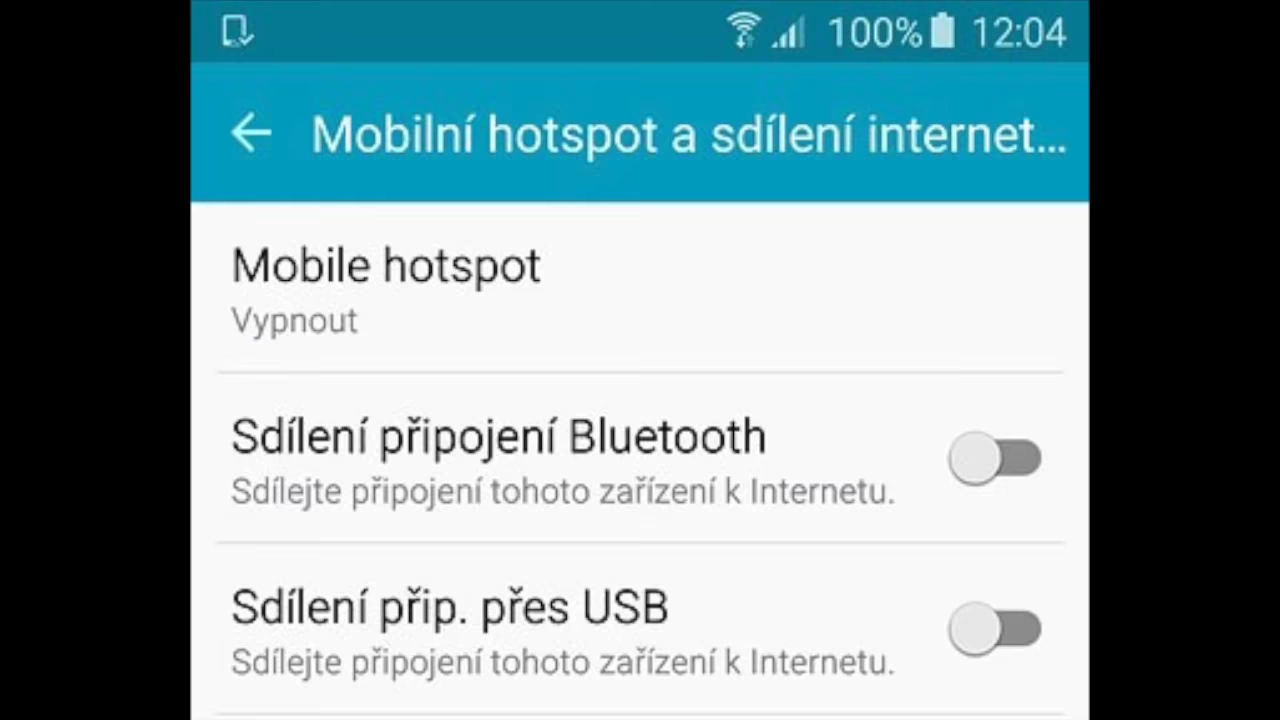 100% 12:04
Mobilní hotspot a sdílení internet...
Mobile hotspot
Vypnout
Sdílení připojení Bluetooth
Sdílejte připojení tohoto zařízení k Internetu.
Sdílení přip. přes USB
Sdílejte připojení tohoto zařízení k Internetu.